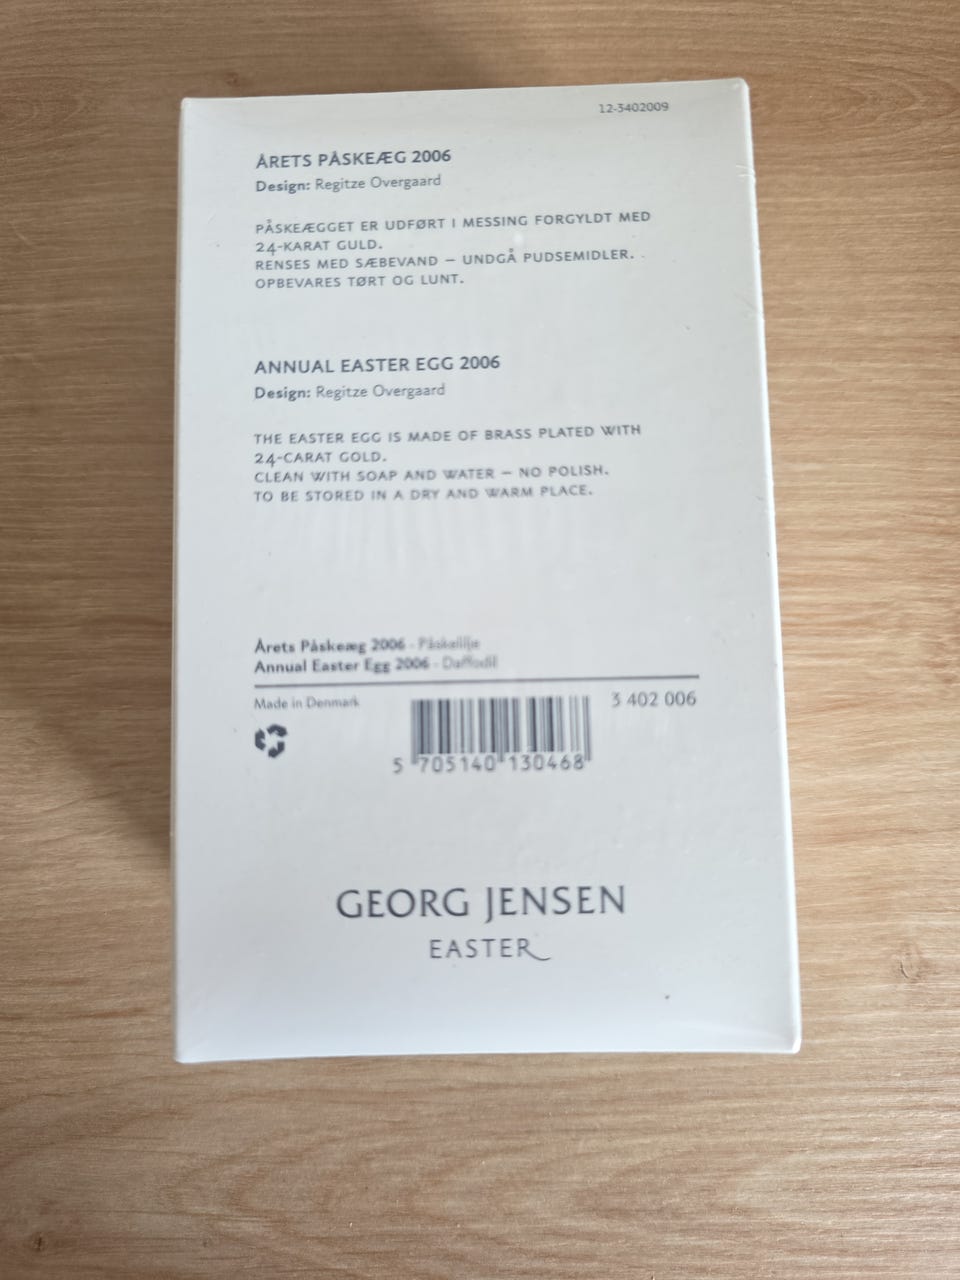 12-3402009
ÅRETS PÅSKEÆG 2006
Design: Regitze Overgaard
PÅSKEÆGGET ER UDFØRT I MESSING FORGYLDT MED
24-KARAT GULD.
RENSES MED SÆBEVAND – UNDGÅ PUDSEMIDLER.
OPBEVARES TØRT OG LUNT.
ANNUAL EASTER EGG 2006
Design: Regitze Overgaard
THE EASTER EGG IS MADE OF BRASS PLATED WITH
24-CARAT GOLD.
CLEAN WITH SOAP AND WATER – NO POLISH.
TO BE STORED IN A DRY AND WARM PLACE.
Årets Påskeæg 2006 - Påskelilje
Annual Easter Egg 2006 - Daffodil
Made in Denmark
3 402 006
5 705140 130468
GEORG JENSEN
EASTER